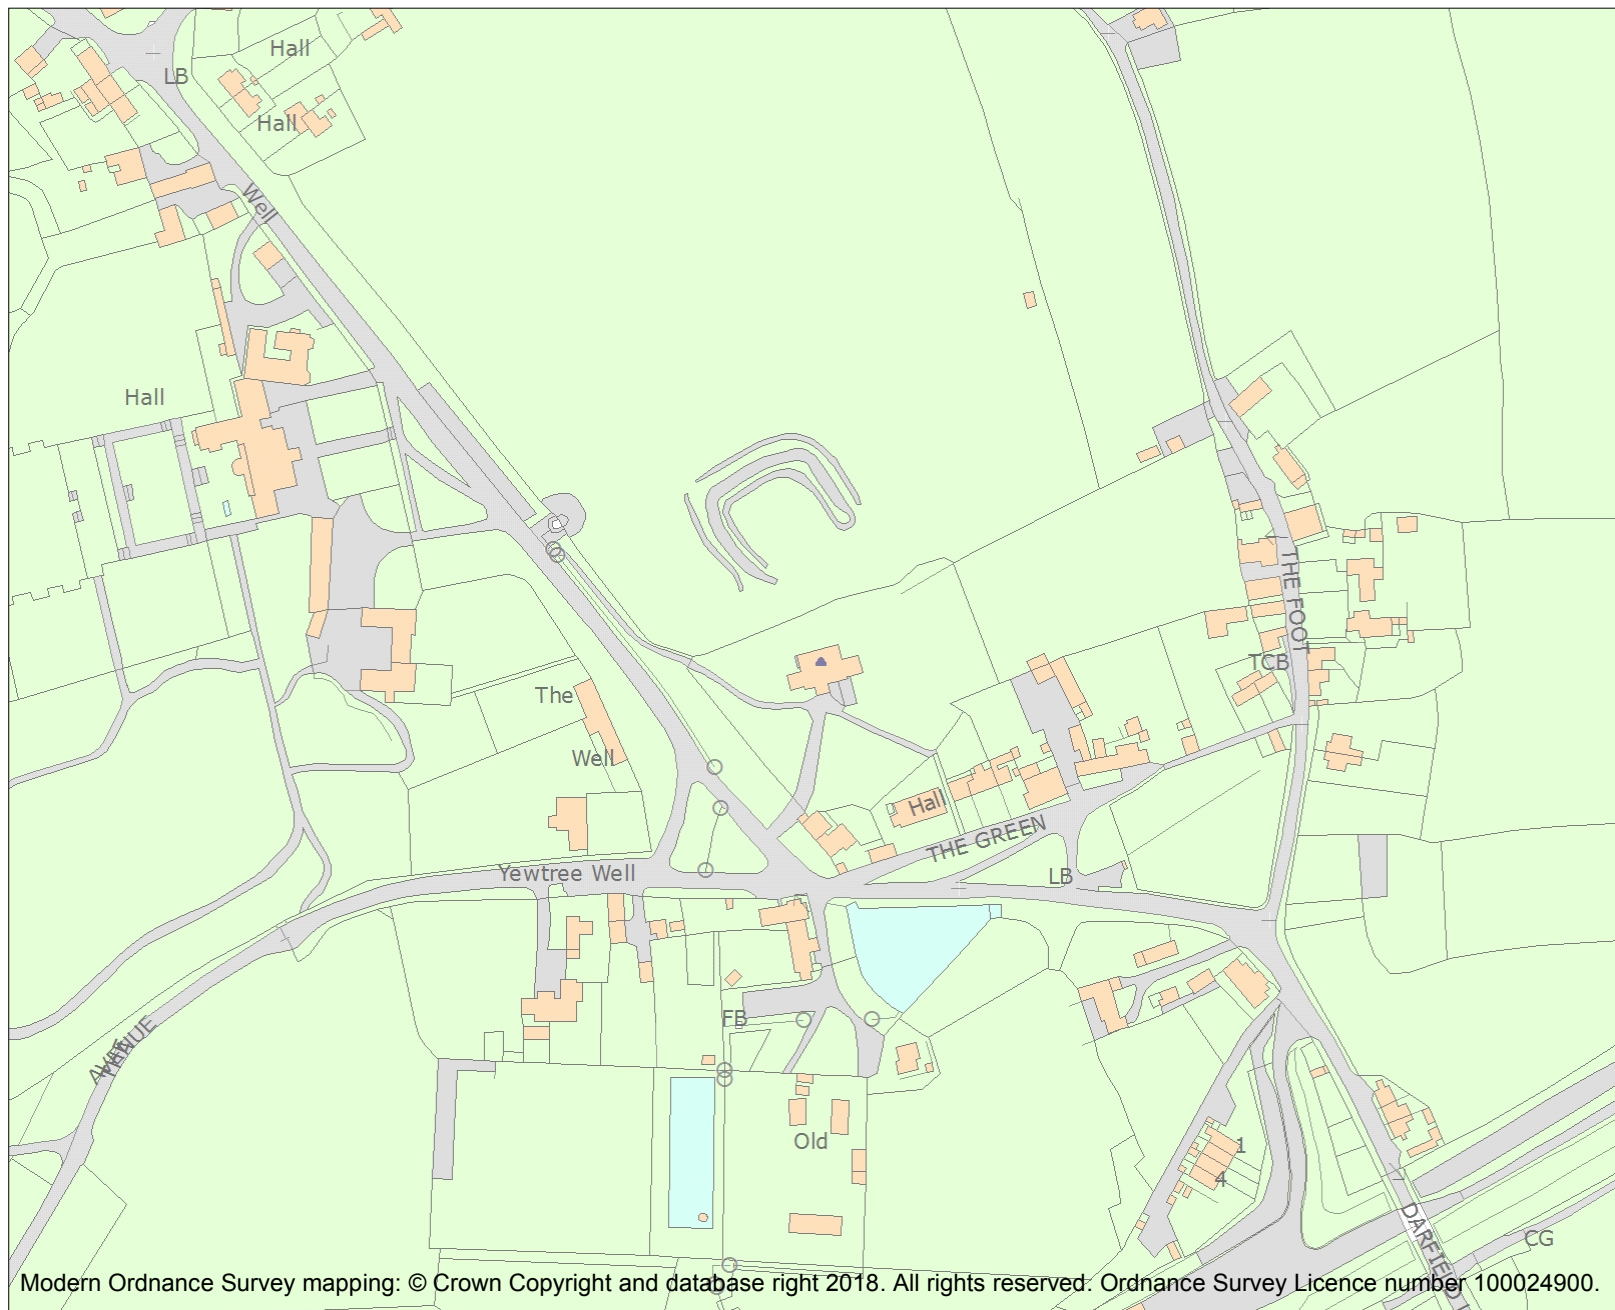 Hall
LB
Hall
Well
Hall
THE FOOT
TCB
The
Well
Hall
THE GREEN
Yewtree Well
LB
FB
AVENUE
Old
1
4
DARFIELD
CG
Modern Ordnance Survey mapping: © Crown Copyright and database right 2018. All rights reserved. Ordnance Survey Licence number 100024900.